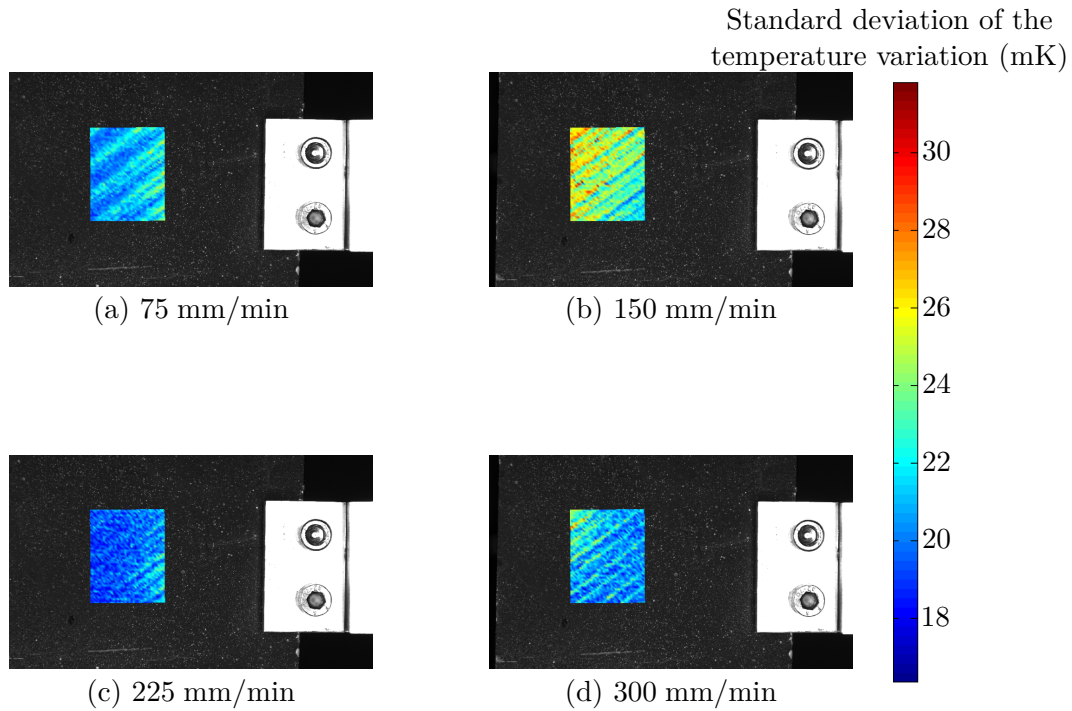 Standard deviation of the
temperature variation (mK)
(a) 75 mm/min
(b) 150 mm/min
30
28
26
24
22
20
18
(c) 225 mm/min
(d) 300 mm/min